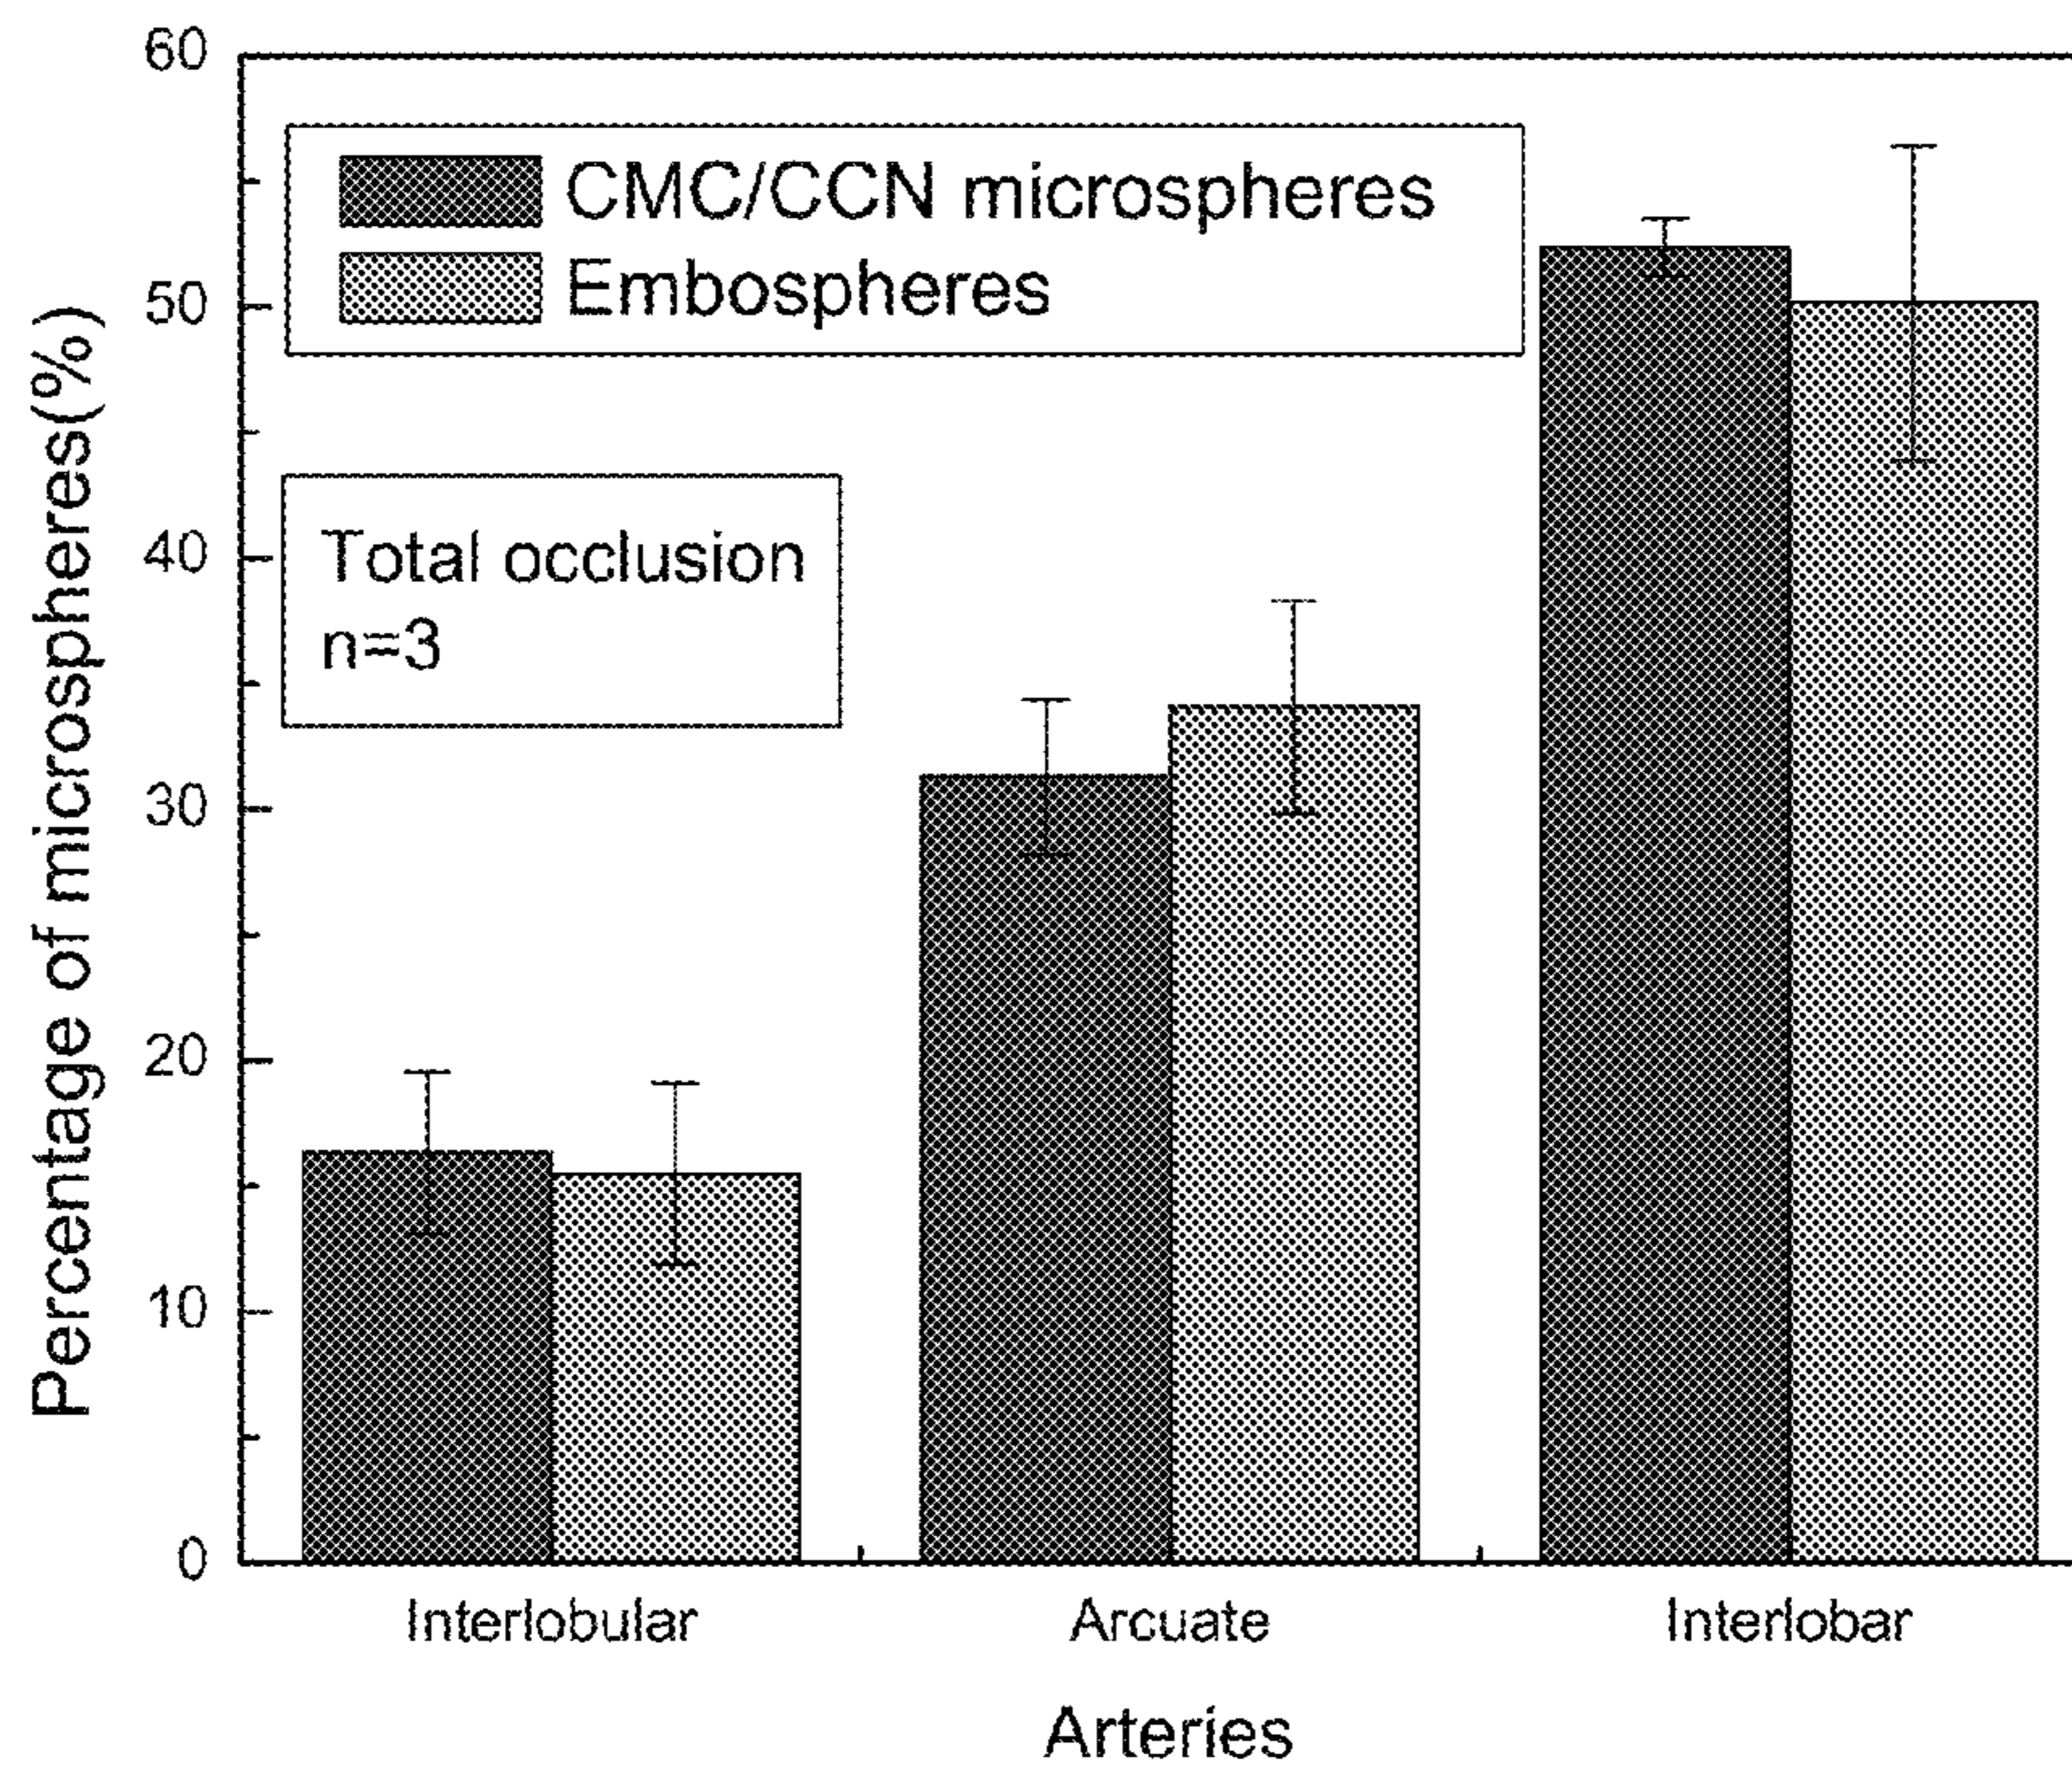 Percentage of microspheres(%)
60
50
40
30
20
10
0
CMC/CCN microspheres
Embospheres
Total occlusion
n=3
Interlobular
Arcuate
Interlobar
Arteries